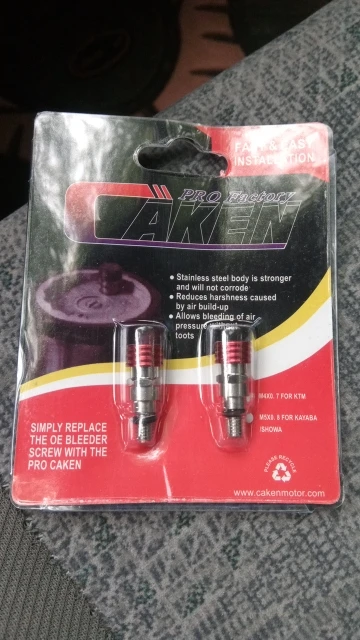 FAST & EASY
INSTALLATION
PRO Factory
CAKEN
Stainless steel body is stronger
and will not corrode
Reduces harshness caused
by air build-up
Allows bleeding of air
pressure without
toots
M4X0. 7 FOR KTM
M5X0. 8 FOR KAYABA
/SHOWA
SIMPLY REPLACE
THE OE BLEEDER
SCREW WITH THE
PRO CAKEN
PLEASE RECYCLE
www.cakenmotor.com